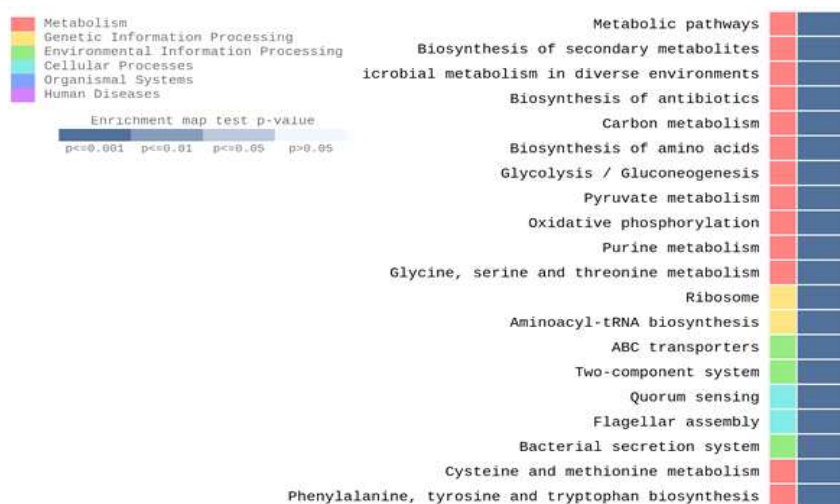 Metabolism
Genetic Information Processing
Environmental Information Processing
Cellular Processes
Organismal Systems
Human Diseases
Enrichment map test p-value
p<=0.001 p<=0.01 p<=0.05 p>0.05
Metabolic pathways
Biosynthesis of secondary metabolites
icrobial metabolism in diverse environments
Biosynthesis of antibiotics
Carbon metabolism
Biosynthesis of amino acids
Glycolysis / Gluconeogenesis
Pyruvate metabolism
Oxidative phosphorylation
Purine metabolism
Glycine, serine and threonine metabolism
Ribosome
Aminoacyl-tRNA biosynthesis
ABC transporters
Two-component system
Quorum sensing
Flagellar assembly
Bacterial secretion system
Cysteine and methionine metabolism
Phenylalanine, tyrosine and tryptophan biosynthesis